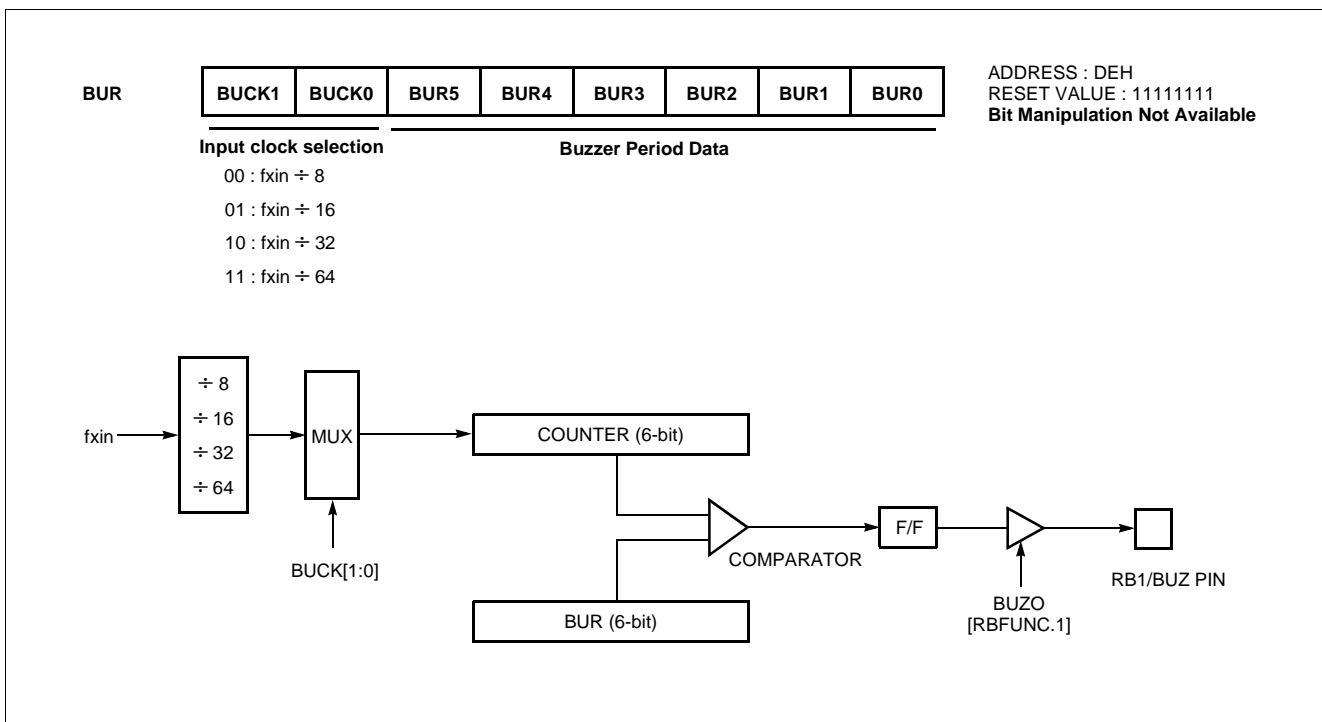 ADDRESS : DEH
RESET VALUE : 11111111
Bit Manipulation Not Available
BUR BUCK1 BUCK0 BUR5 BUR4 BUR3 BUR2 BUR1 BUR0
Input clock selection
Buzzer Period Data
00 : fxin ÷ 8
01 : fxin ÷ 16
10 : fxin ÷ 32
11 : fxin ÷ 64
fxin
÷ 8
÷ 16
÷ 32
÷ 64
MUX
BUCK[1:0]
COUNTER (6-bit)
BUR (6-bit)
COMPARATOR
F/F
BUZO
[RBFUNC.1]
RB1/BUZ PIN